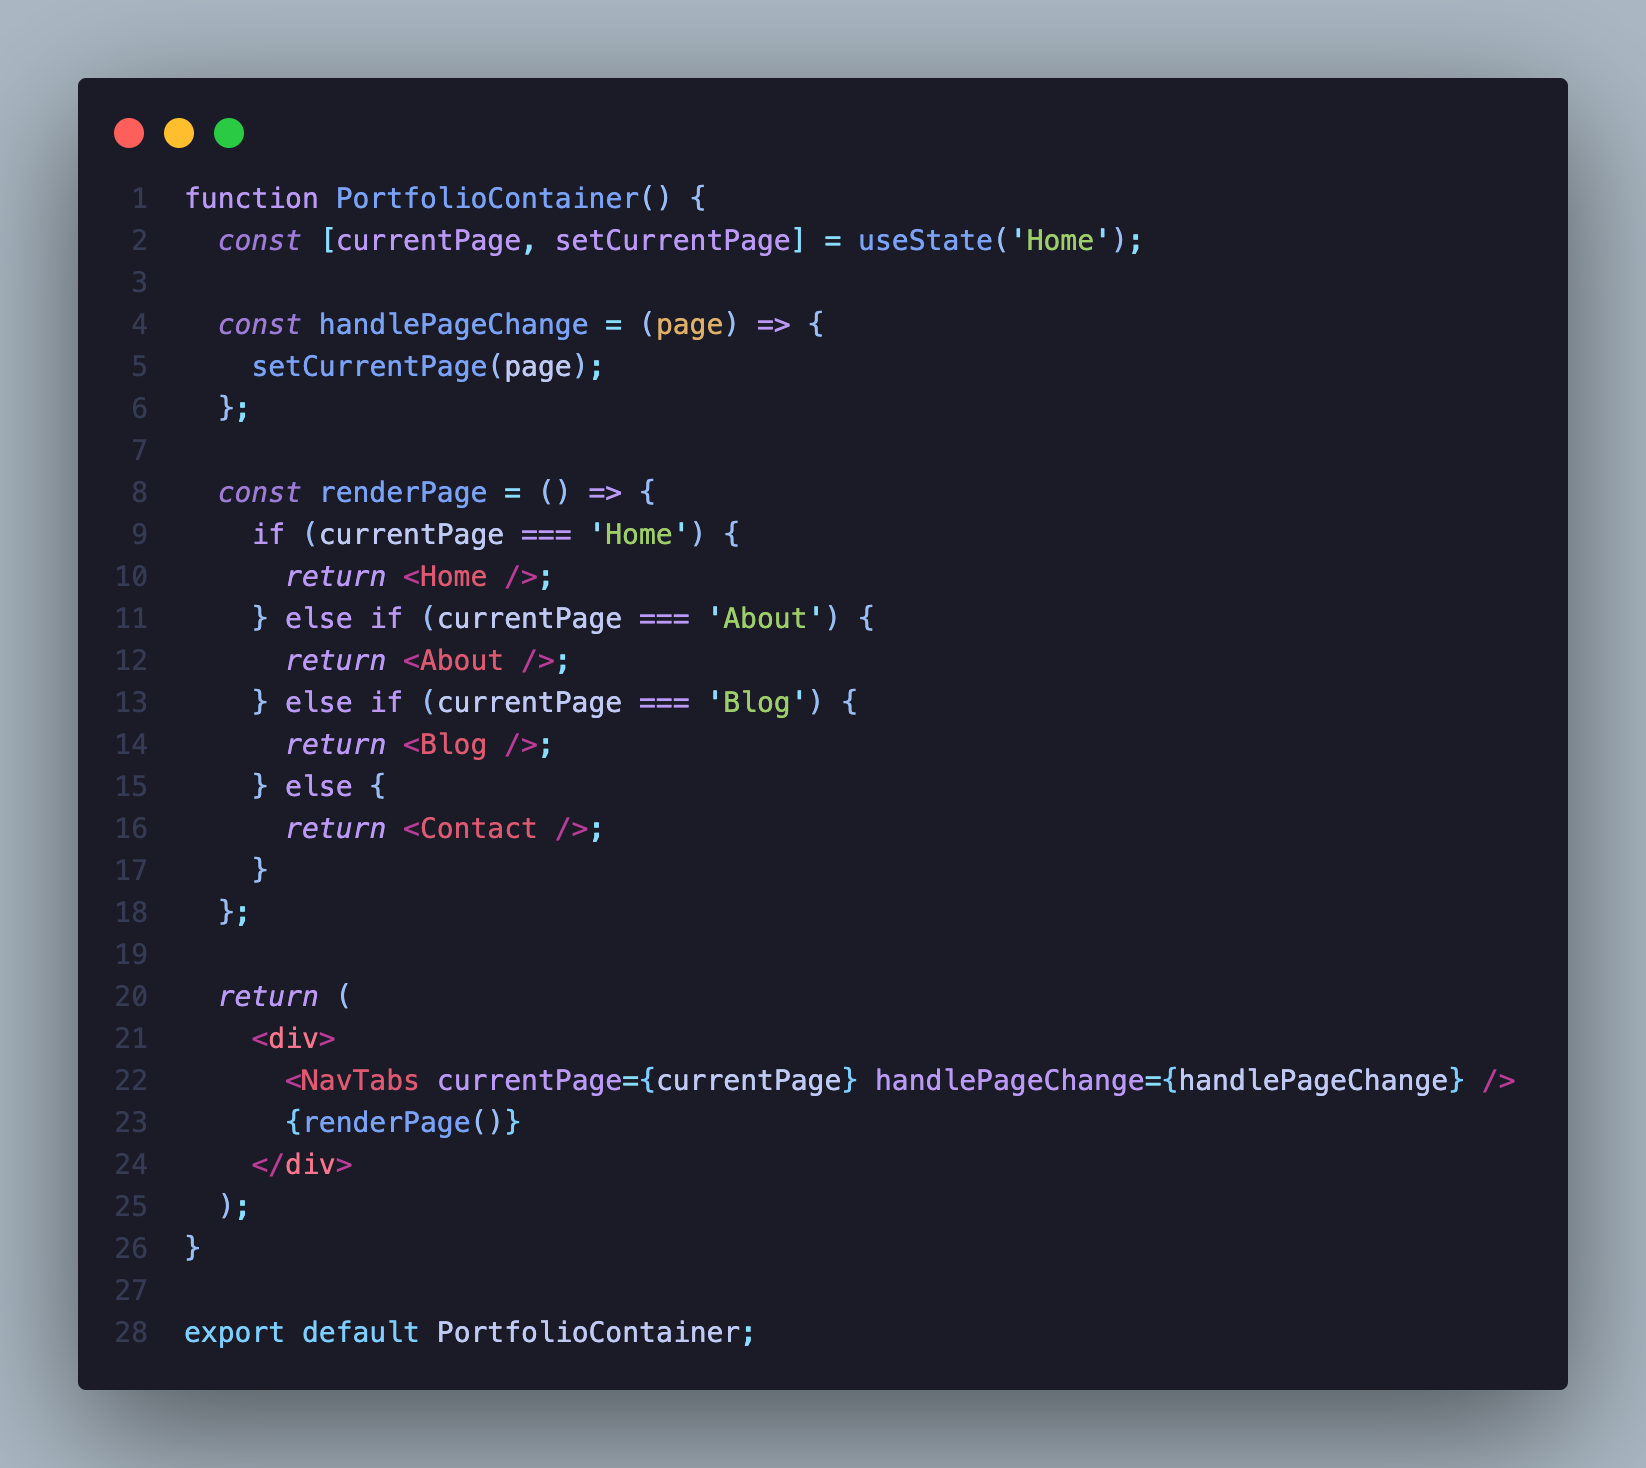 1 function PortfolioContainer() {
2   const [currentPage, setCurrentPage] = useState('Home');
3
4   const handlePageChange = (page) => {
5     setCurrentPage(page);
6   };
7
8   const renderPage = () => {
9     if (currentPage === 'Home') {
10       return <Home />;
11     } else if (currentPage === 'About') {
12       return <About />;
13     } else if (currentPage === 'Blog') {
14       return <Blog />;
15     } else {
16       return <Contact />;
17     }
18   };
19
20   return (
21     <div>
22       <NavTabs currentPage={currentPage} handlePageChange={handlePageChange} />
23       {renderPage()}
24     </div>
25   );
26 }
27
28 export default PortfolioContainer;